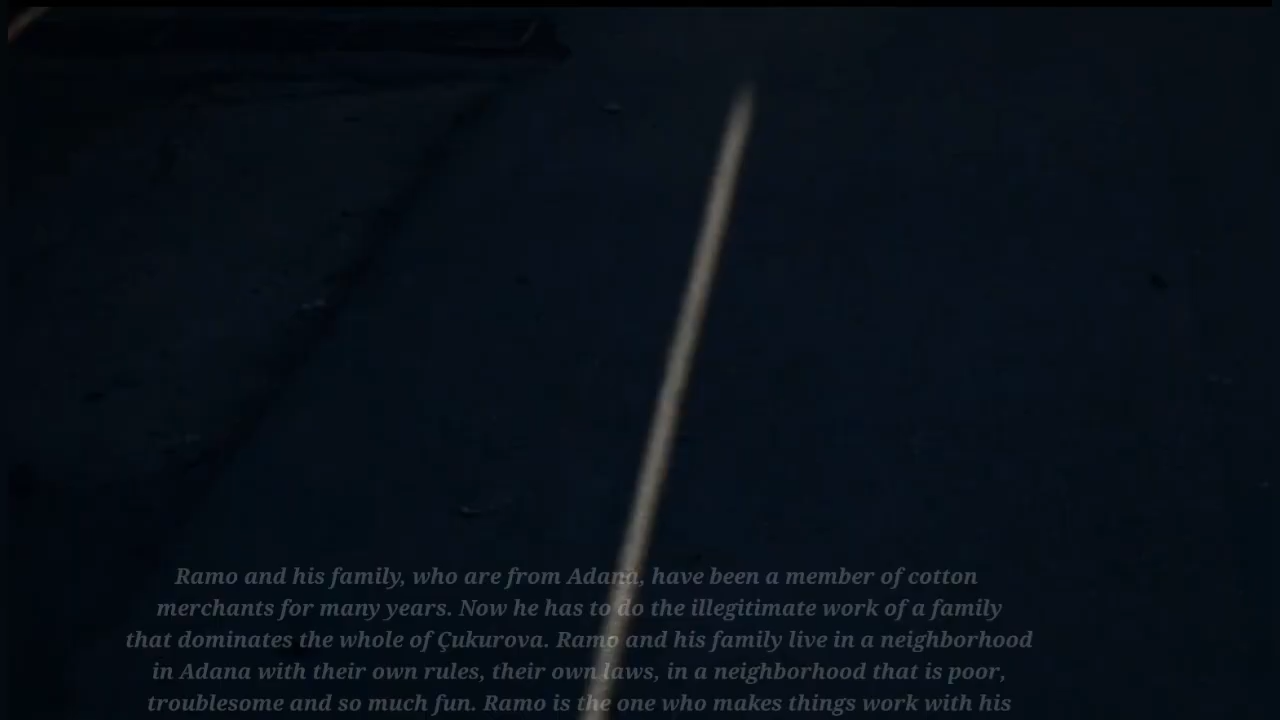 Ramo and his family, who are from Adana, have been a member of cotton
merchants for many years. Now he has to do the illegitimate work of a family
that dominates the whole of Çukurova. Ramo and his family live in a neighborhood
in Adana with their own rules, their own laws, in a neighborhood that is poor,
troublesome and so much fun. Ramo is the one who makes things work with his